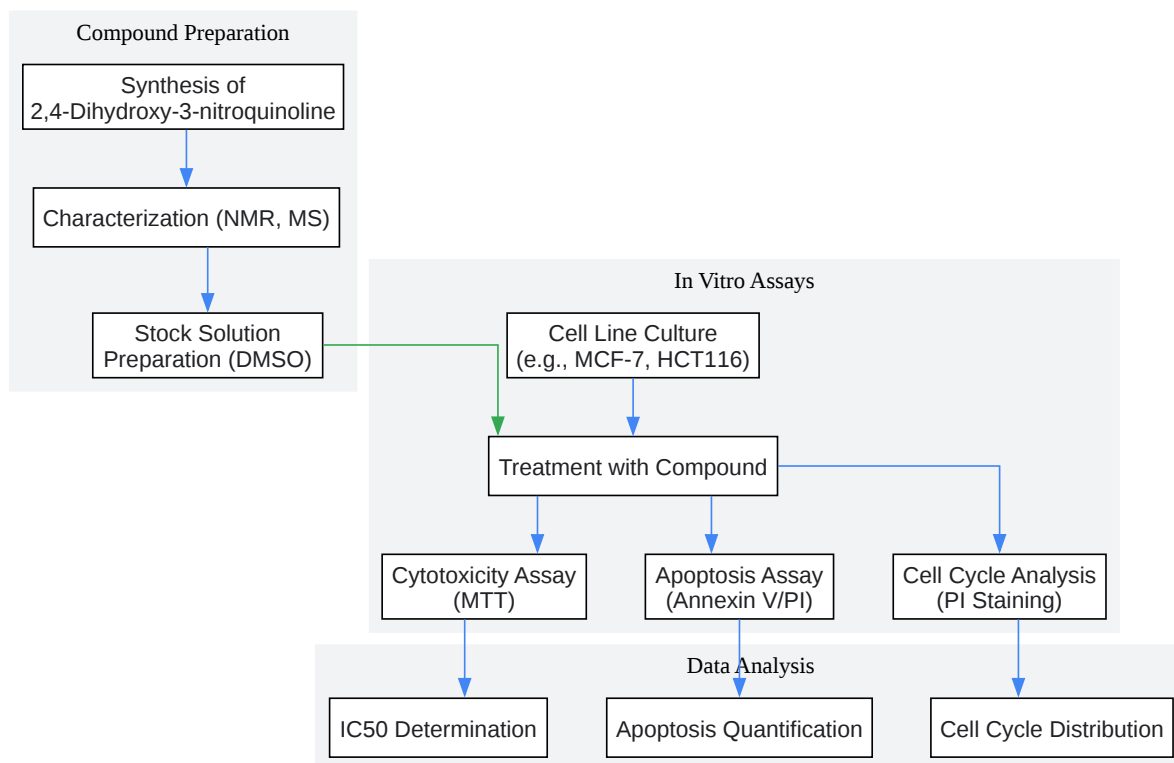 Compound Preparation
Synthesis of
2,4-Dihydroxy-3-nitroquinoline
Characterization (NMR, MS)
Stock Solution
Preparation (DMSO)
In Vitro Assays
Cell Line Culture
(e.g., MCF-7, HCT116)
Treatment with Compound
Cytotoxicity Assay
(MTT)
Apoptosis Assay
(Annexin V/PI)
Cell Cycle Analysis
(PI Staining)
Data Analysis
IC50 Determination
Apoptosis Quantification
Cell Cycle Distribution